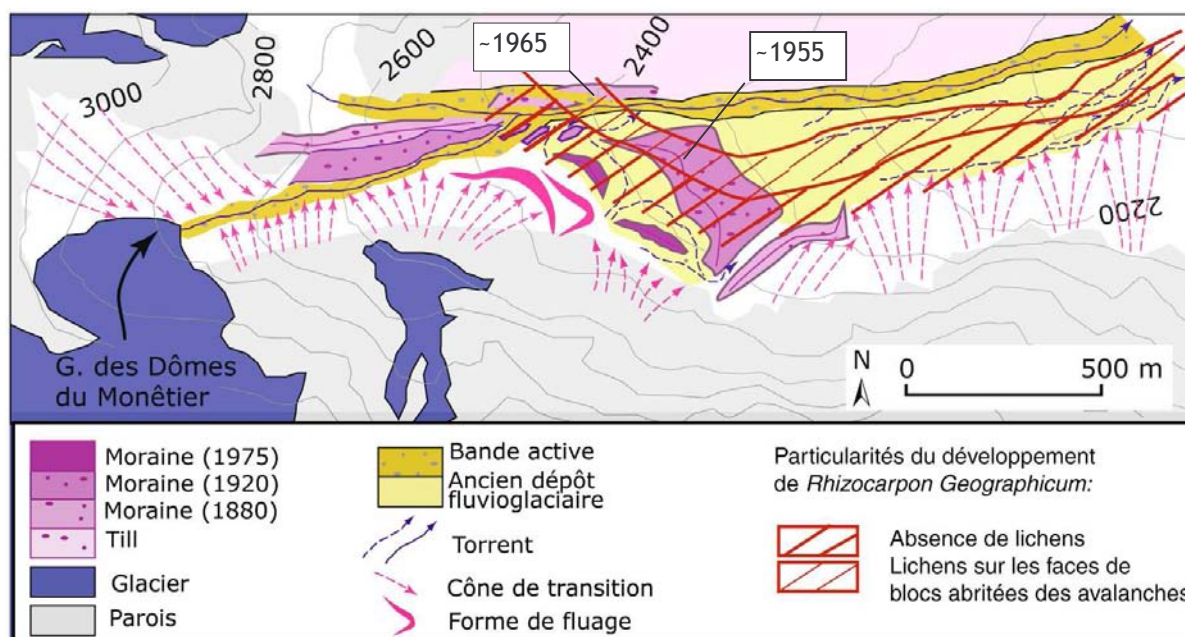 3000
2800
2600
~1965
2400
~1955
2200
G. des Dômes
du Monêtier
N
0 500 m
Moraine (1975)
Moraine (1920)
Moraine (1880)
Till
Glacier
Parois
Bande active
Ancien dépôt
fluvioglaciaire
Torrent
Cône de transition
Forme de fluage
Particularités du développement
de Rhizocarpon Geographicum:
Absence de lichens
Lichens sur les faces de
blocs abritées des avalanches